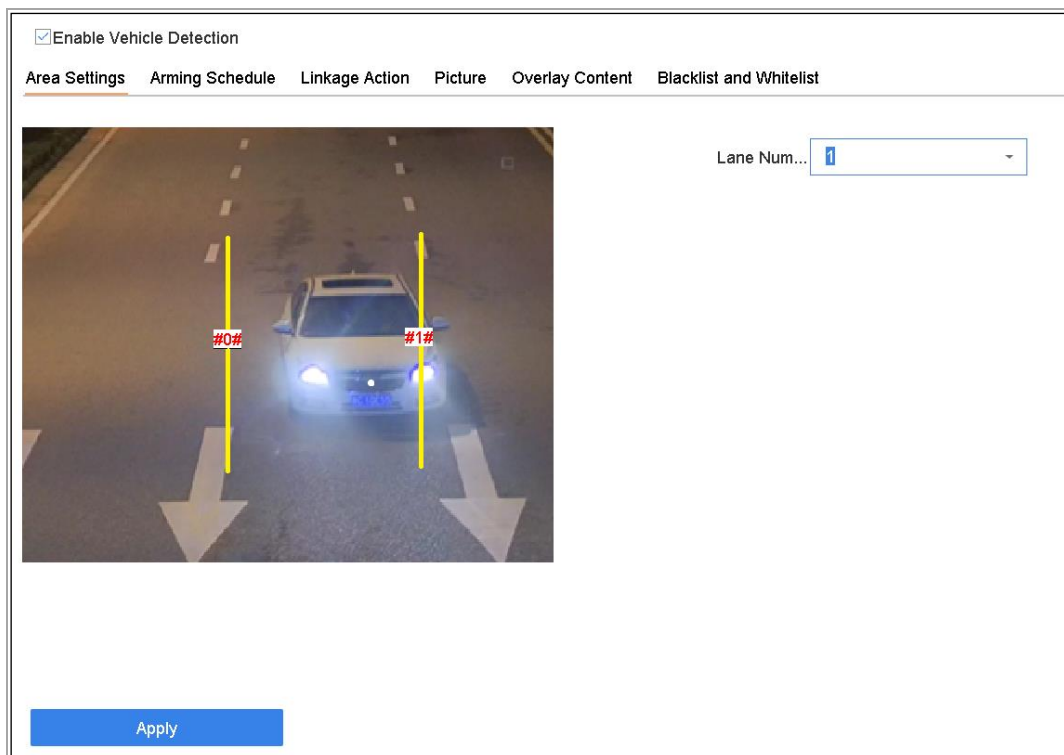 Enable Vehicle Detection
Area Settings Arming Schedule Linkage Action Picture Overlay Content Blacklist and Whitelist
Lane Num... 1
#0# #1#
Apply